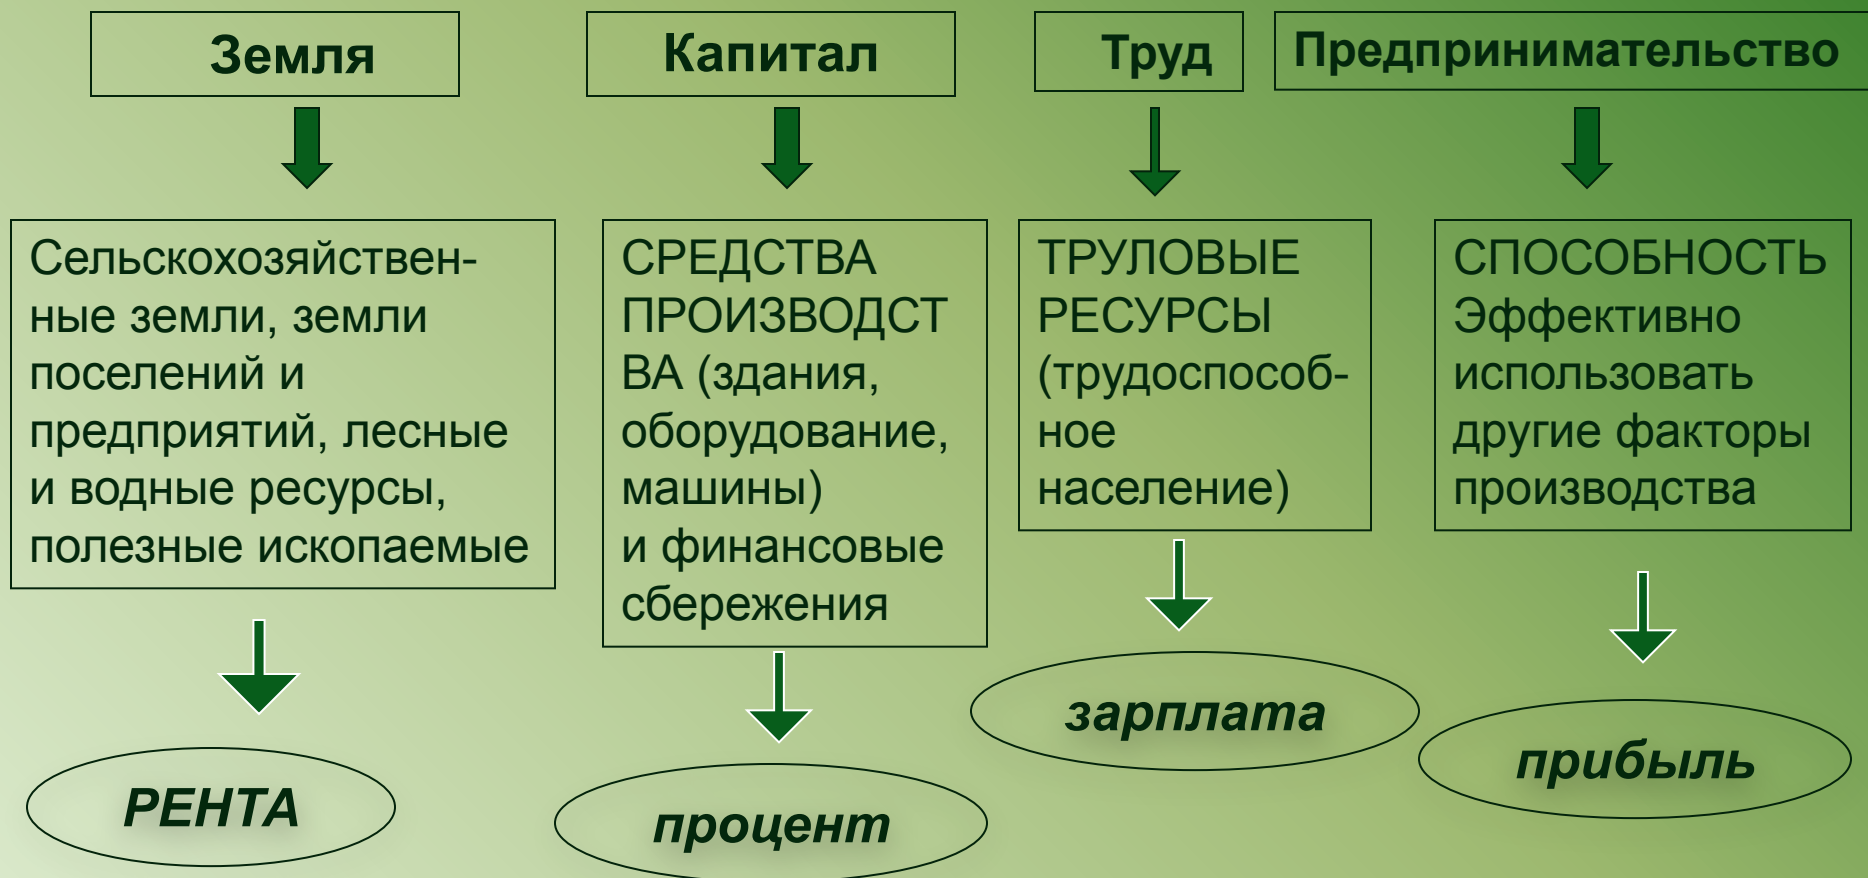 Земля
Капитал
Труд
Предпринимательство
Сельскохозяйствен-
ные земли, земли
поселений и
предприятий, лесные
и водные ресурсы,
полезные ископаемые
СРЕДСТВА
ПРОИЗВОДСТ
ВА (здания,
оборудование,
машины)
и финансовые
сбережения
ТРУЛОВЫЕ
РЕСУРСЫ
(трудоспособ-
ное
население)
СПОСОБНОСТЬ
Эффективно
использовать
другие факторы
производства
РЕНТА
процент
зарплата
прибыль